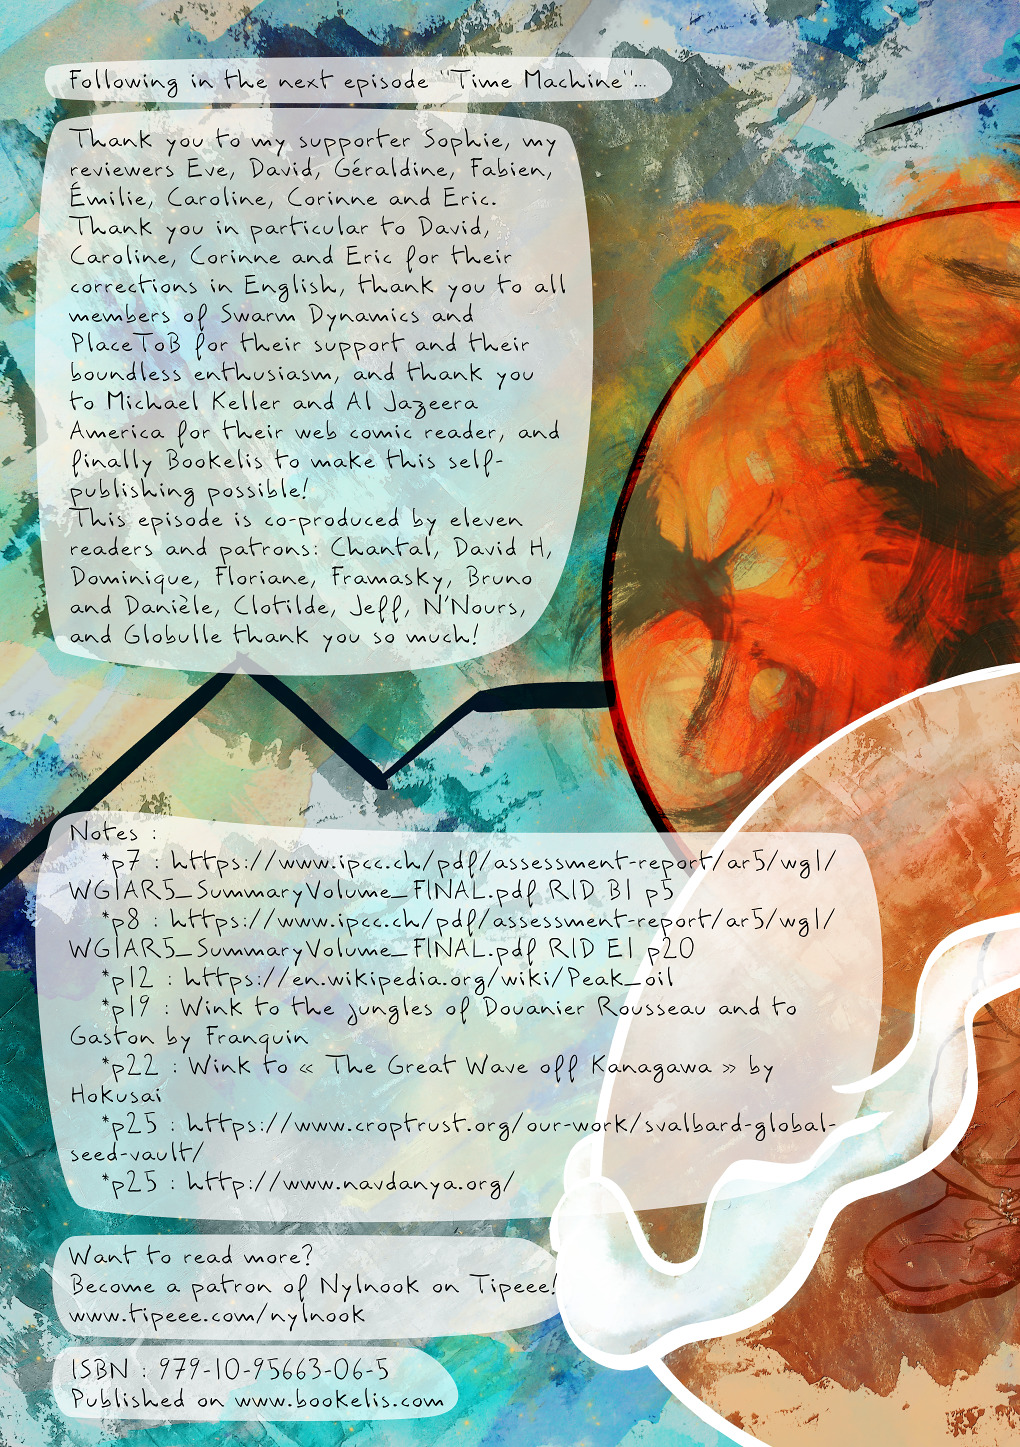 Following in the next episode "Time Machine"...
Thank you to my supporter Sophie, my
reviewers Eve, David, Géraldine, Fabien,
Émilie, Caroline, Corinne and Eric.
Thank you in particular to David,
Caroline, Corinne and Eric for their
corrections in English, thank you to all
members of Swarm Dynamics and
PlaceToB for their support and their
boundless enthusiasm, and thank you
to Michael Keller and Al Jazeera
America for their web comic reader, and
finally Bookelis to make this self-
publishing possible!
This episode is co-produced by eleven
readers and patrons: Chantal, David H,
Dominique, Floriane, Framasky, Bruno
and Danièle, Clotilde, Jeff, N'Nours,
and Globulle thank you so much!
Notes :
*p7 : https://www.ipcc.ch/pdf/assessment-report/ar5/wg1/
WG1AR5_SummaryVolume_FINAL.pdf RID B1 p5
*p8 : https://www.ipcc.ch/pdf/assessment-report/ar5/wg1/
WG1AR5_SummaryVolume_FINAL.pdf RID E1 p20
*p12 : https://en.wikipedia.org/wiki/Peak_oil
*p19 : Wink to the jungles of Douanier Rousseau and to
Gaston by Franquin
*p22 : Wink to « The Great Wave off Kanagawa » by
Hokusai
*p25 : https://www.croptrust.org/our-work/svalbard-global-
seed-vault/
*p25 : http://www.navdanya.org/
Want to read more?
Become a patron of Nylnook on Tipeee!
www.tipeee.com/nylnook
ISBN : 979-10-95663-06-5
Published on www.bookelis.com